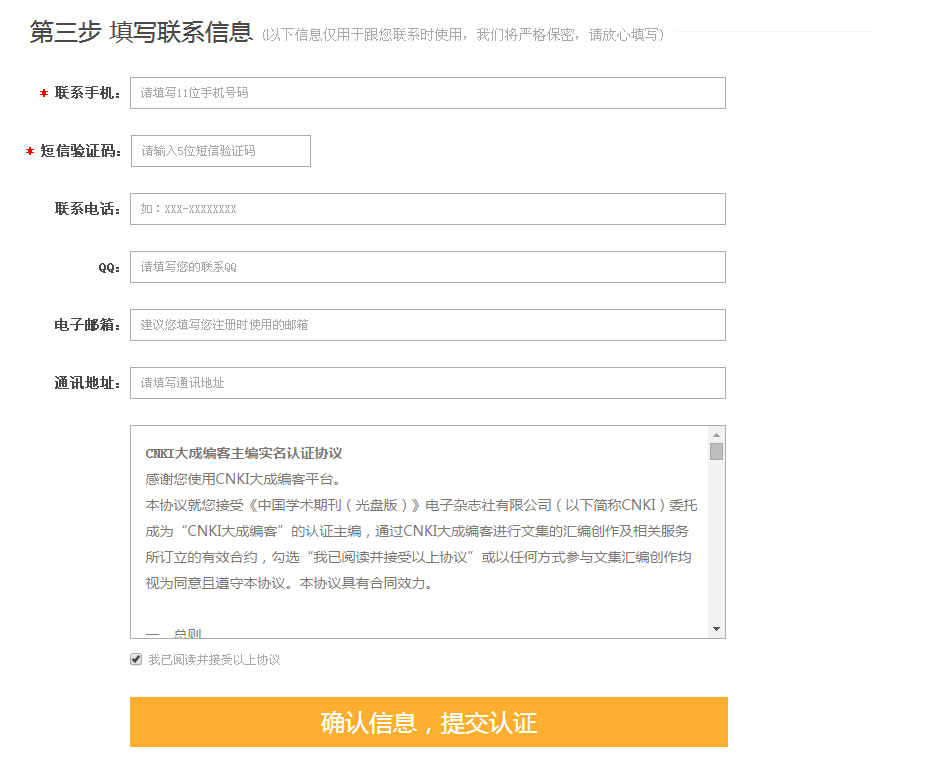 第三步 填写联系信息 (以下信息仅用于跟您联系时使用，我们将严格保密，请放心填写)
* 联系手机： 请填写11位手机号码
* 短信验证码： 请输入5位短信验证码
联系电话： 如：XXX-XXXXXXXX
QQ： 请填写您的联系QQ
电子邮箱： 建议您填写您注册时使用的邮箱
通讯地址： 请填写通讯地址
CNKI大成编客主编实名认证协议
感谢您使用CNKI大成编客平台。
本协议就您接受《中国学术期刊（光盘版）》电子杂志社有限公司（以下简称CNKI）委托
成为“CNKI大成编客”的认证主编，通过CNKI大成编客进行文集的汇编创作及相关服务
所订立的有效合约，勾选“我已阅读并接受以上协议”或以任何方式参与文集汇编创作均
视为同意且遵守本协议。本协议具有合同效力。
一、总则
我已阅读并接受以上协议
确认信息，提交认证